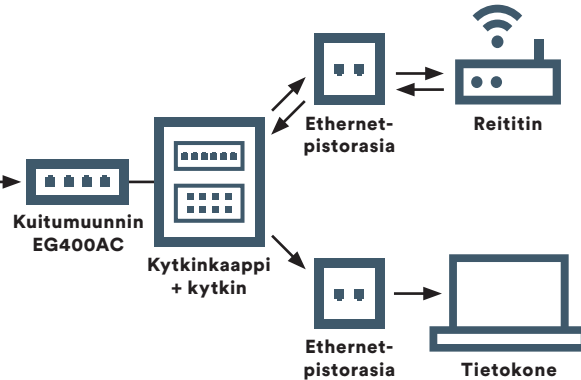 Ethernet-
pistorasia
Reititin
Kuitumuunnin
EG400AC
Kytkinkaappi
+ kytkin
Ethernet-
pistorasia
Tietokone